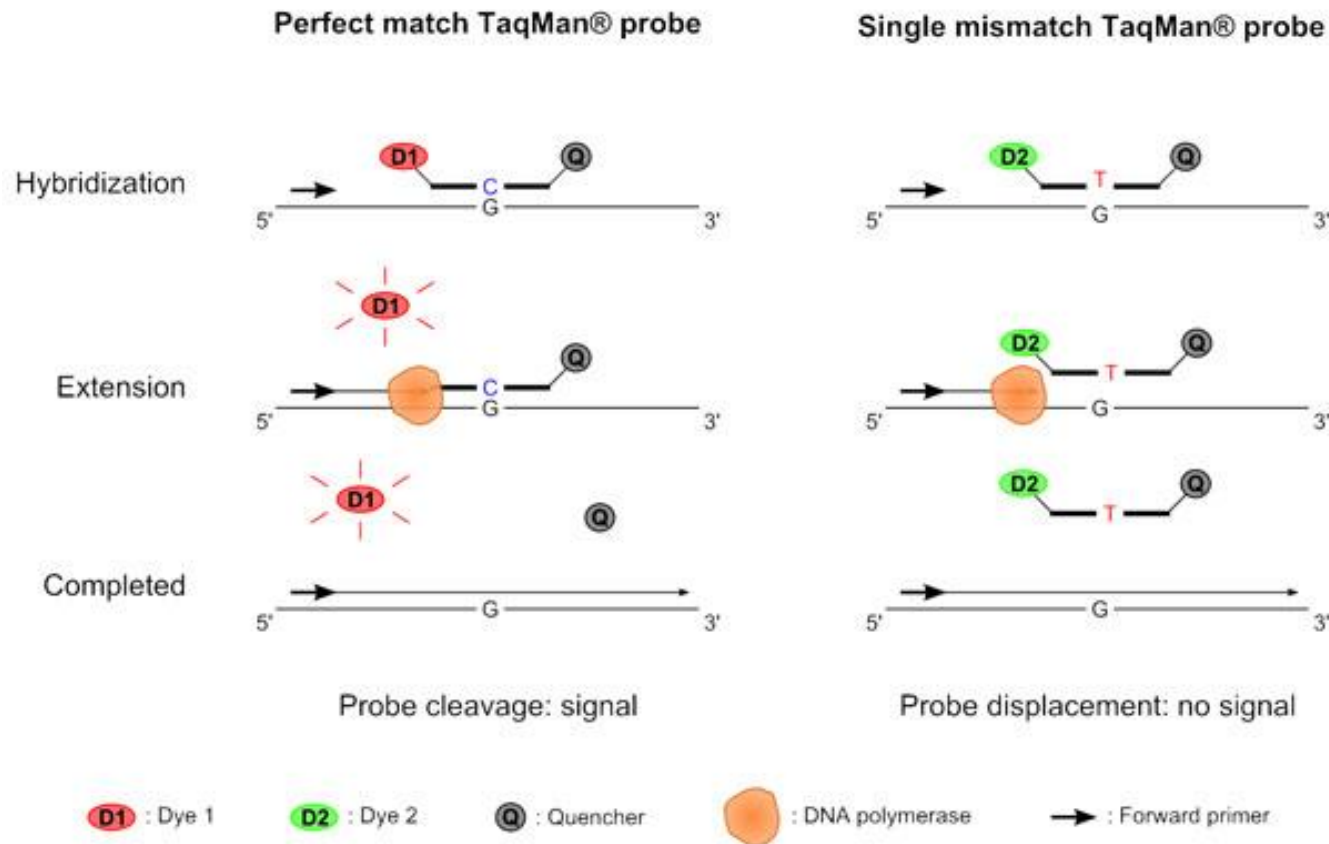 Perfect match TaqMan® probe
Single mismatch TaqMan® probe
Hybridization
D1
Q
C
G
5'
3'
D2
Q
T
G
5'
3'
Extension
D1
Q
C
G
5'
3'
D2
Q
T
G
5'
3'
Completed
D1
Q
G
5'
3'
D2
Q
T
G
5'
3'
Probe cleavage: signal
Probe displacement: no signal
D1 : Dye 1
D2 : Dye 2
Q : Quencher
: DNA polymerase
: Forward primer